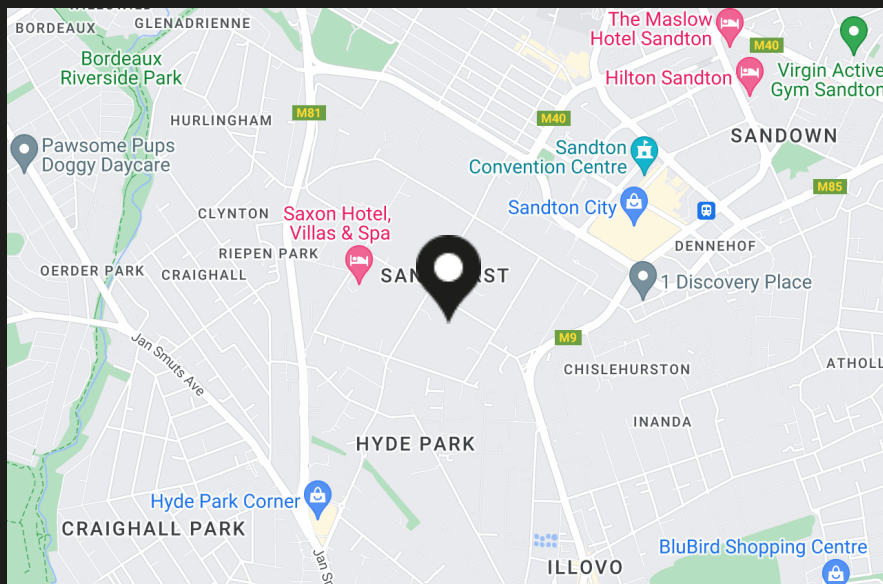 BORDEAUX
GLENADRIENNE
The Maslow
Hotel Sandton
M40
Bordeaux
Riverside Park
Hilton Sandton
Virgin Active
Gym Sandton
M81
HURLINGHAM
M40
SANDOWN
Pawsome Pups
Doggy Daycare
Sandton
Convention Centre
M85
CLYNTON
Saxon Hotel,
Villas & Spa
Sandton City
RIEPEN PARK
DENNEHOF
OERDER PARK
CRAIGHALL
1 Discovery Place
Jan Smuts Ave
M9
CHISLEHURSTON
ATHOLL
INANDA
HYDE PARK
Hyde Park Corner
CRAIGHALL PARK
BluBird Shopping Centre
ILLOVO